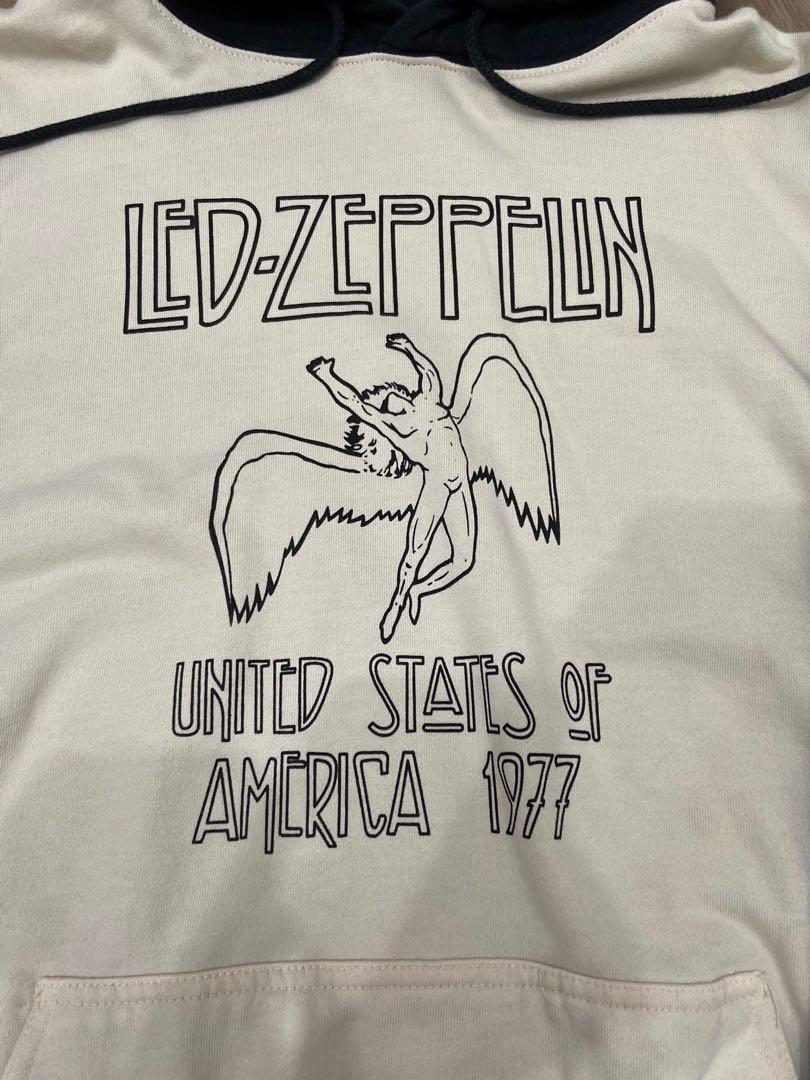 LED-ZEPPELIN
UNITED STATES OF
AMERICA 1977